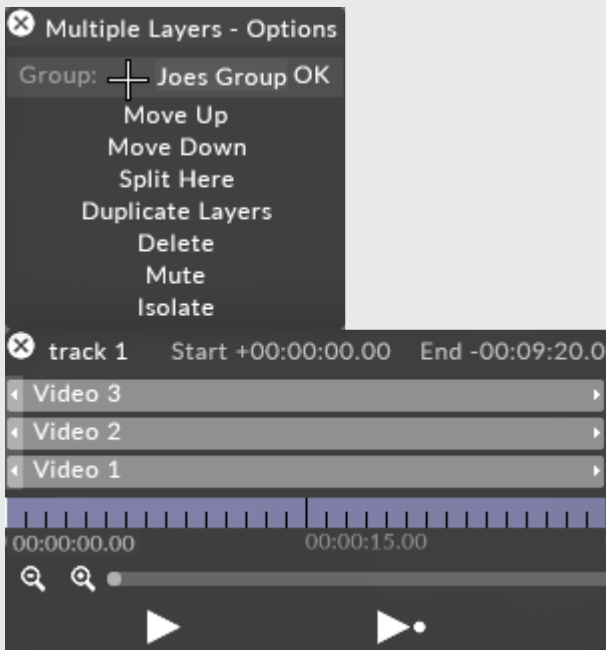 Multiple Layers - Options
Group: Joes Group OK
Move Up
Move Down
Split Here
Duplicate Layers
Delete
Mute
Isolate
track 1 Start +00:00:00.00 End -00:09:20.0
Video 3
Video 2
Video 1
00:00:00.00 00:00:15.00